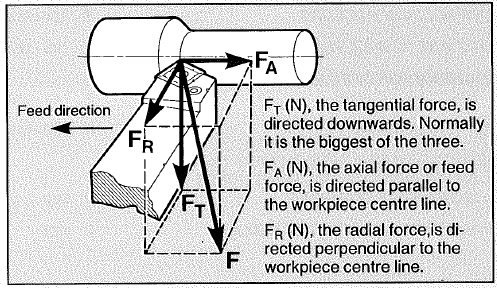 F_A
Feed direction
F_R
F_T
F
F_T (N), the tangential force, is
directed downwards. Normally
it is the biggest of the three.
F_A (N), the axial force or feed
force, is directed parallel to
the workpiece centre line.
F_R (N), the radial force,is di-
rected perpendicular to the
workpiece centre line.